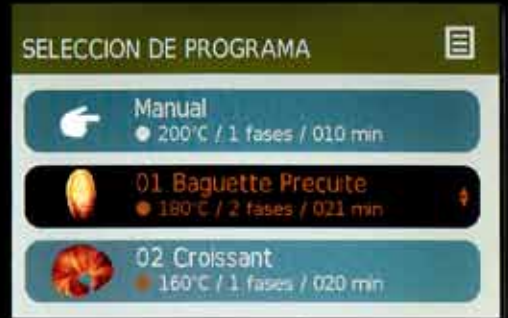 SELECCION DE PROGRAMA
Manual
200°C / 1 fases / 010 min
01 Baguette Precuite
180°C / 2 fases / 021 min
02 Croissant
160°C / 1 fases / 020 min